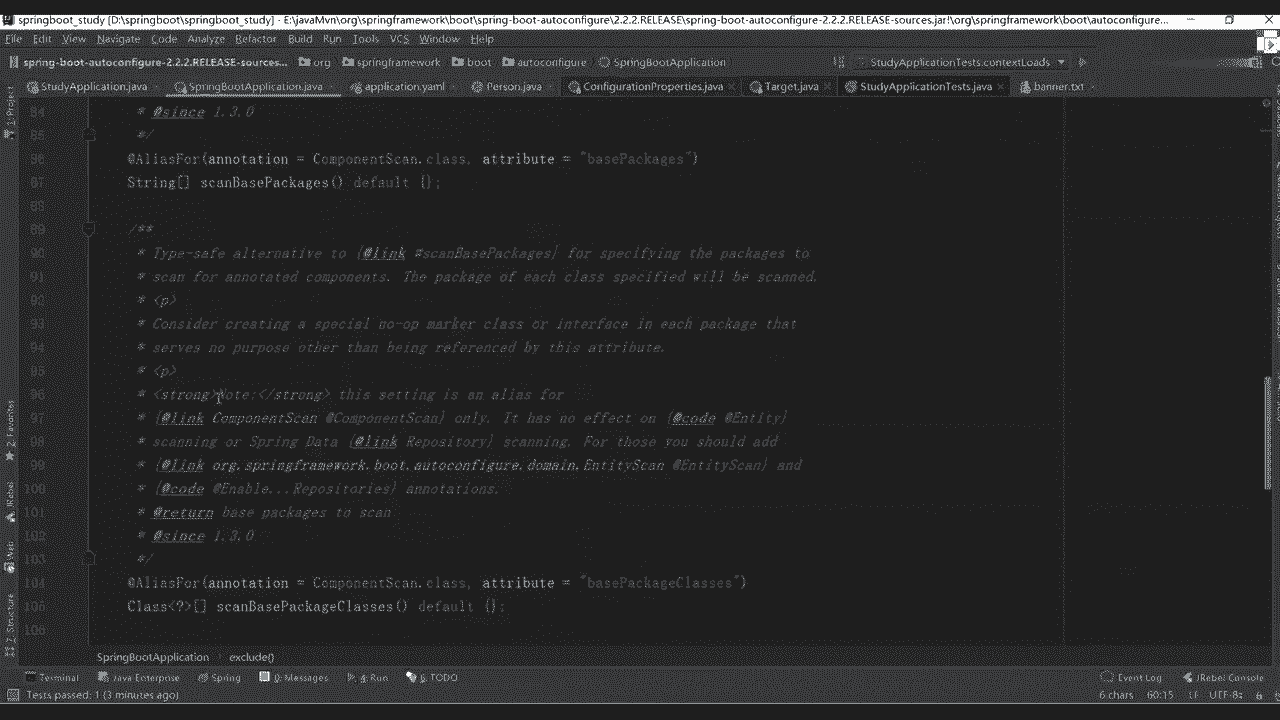 springboot_study [D:\springboot\springboot_study] - E:\javaMvn\org\springframework\boot\spring-boot-autoconfigure\2.2.2.RELEASE\spring-boot-autoconfigure-2.2.2.RELEASE-sources.jar!\org\springframework\boot\autoconfigure...
File Edit View Navigate Code Analyze Refactor Build Run Tools VCS Window Help
spring-boot-autoconfigure-2.2.2.RELEASE-sources... org springframework boot autoconfigure SpringBootApplication StudyApplicationTests.contextLoads
StudyApplication.java SpringBootApplication.java application.yaml Person.java ConfigurationProperties.java Target.java StudyApplicationTests.java banner.txt
84 * @since 1.3.0
85 */
86 @AliasFor(annotation = ComponentScan.class, attribute = "basePackages")
87 String[] scanBasePackages() default {};
88
89 /**
90 * Type-safe alternative to {@link #scanBasePackages} for specifying the packages to
91 * scan for annotated components. The package of each class specified will be scanned.
92 * <p>
93 * Consider creating a special no-op marker class or interface in each package that
94 * serves no purpose other than being referenced by this attribute.
95 * <p>
96 * <strong>Note:</strong> this setting is an alias for
97 * {@link ComponentScan @ComponentScan} only. It has no effect on {@code @Entity}
98 * scanning or Spring Data {@link Repository} scanning. For those you should add
99 * {@link org.springframework.boot.autoconfigure.domain.EntityScan @EntityScan} and
100 * {@code @Enable...Repositories} annotations.
101 * @return base packages to scan
102 * @since 1.3.0
103 */
104 @AliasFor(annotation = ComponentScan.class, attribute = "basePackageClasses")
105 Class<?>[] scanBasePackageClasses() default {};
106
1: Project
2: Favorites
JRebel
Web
7: Structure
SpringBootApplication exclude()
Terminal Java Enterprise Spring 0: Messages 4: Run 6: TODO Event Log JRebel Console
Tests passed: 1 (3 minutes ago) 6 chars 60:15 LF UTF-8